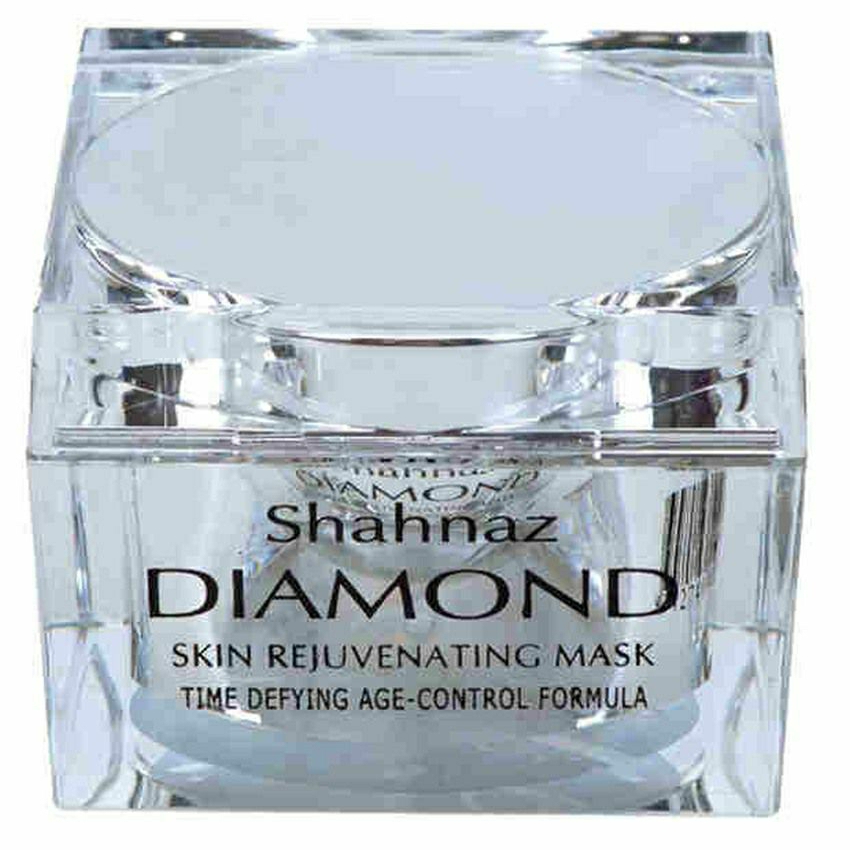 Shahnaz
DIAMOND
SKIN REJUVENATING MASK
TIME DEFYING AGE-CONTROL FORMULA